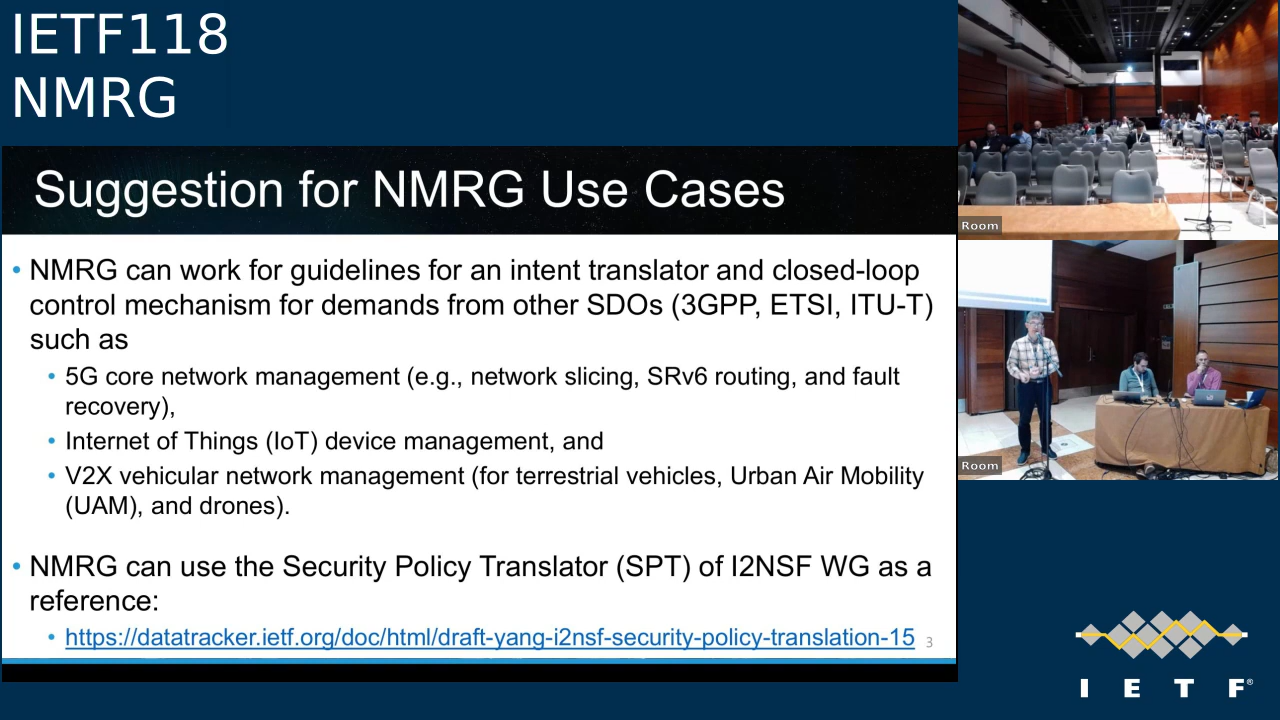 IETF118
NMRG
Suggestion for NMRG Use Cases
• NMRG can work for guidelines for an intent translator and closed-loop
control mechanism for demands from other SDOs (3GPP, ETSI, ITU-T)
such as
• 5G core network management (e.g., network slicing, SRv6 routing, and fault
recovery),
• Internet of Things (IoT) device management, and
• V2X vehicular network management (for terrestrial vehicles, Urban Air Mobility
(UAM), and drones).
• NMRG can use the Security Policy Translator (SPT) of I2NSF WG as a
reference:
• https://datatracker.ietf.org/doc/html/draft-yang-i2nsf-security-policy-translation-15
3
Room
Room
I E T F®